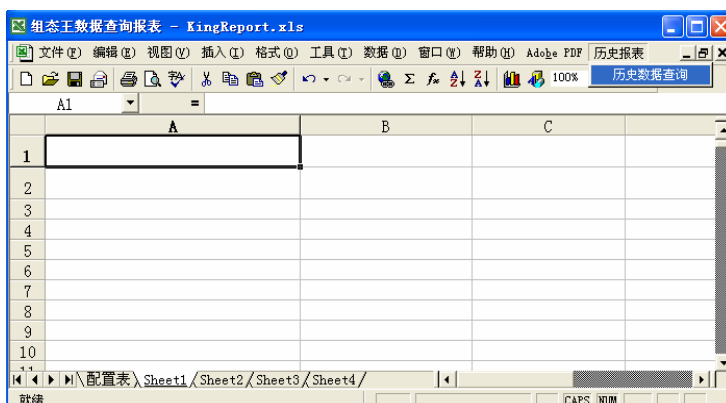 组态王数据查询报表 - KingReport.xls
文件(F) 编辑(E) 视图(V) 插入(I) 格式(O) 工具(T) 数据(D) 窗口(W) 帮助(H) Adobe PDF 历史报表
100% 历史数据查询
A1 =
A B C
1
2
3
4
5
6
7
8
9
10
11
配置表 Sheet1 Sheet2 Sheet3 Sheet4
就绪 CAPS NUM